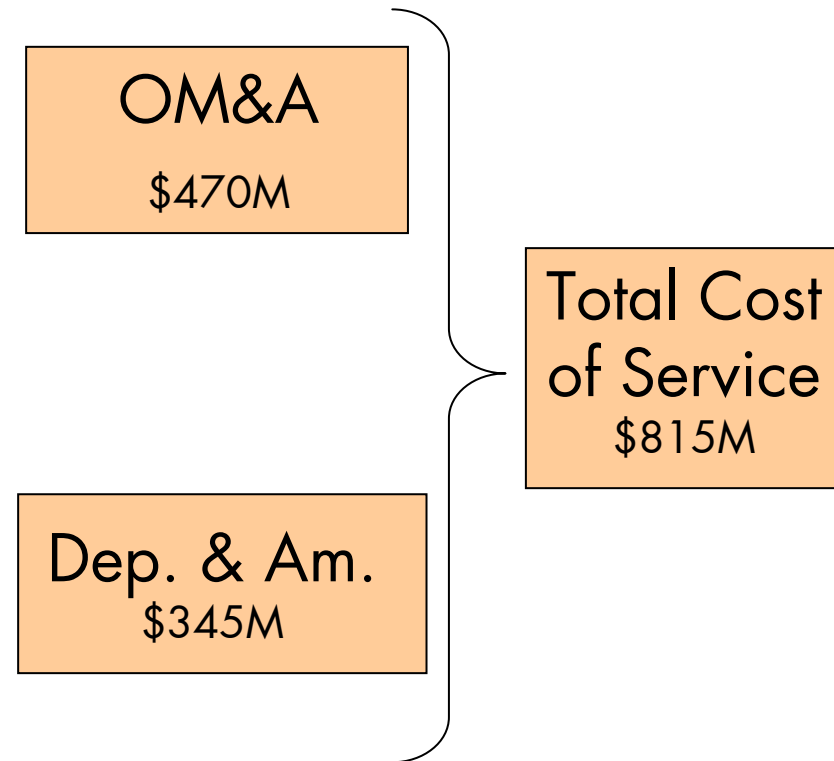 OM&A
$470M
Total Cost
of Service
$815M
Dep. & Am.
$345M